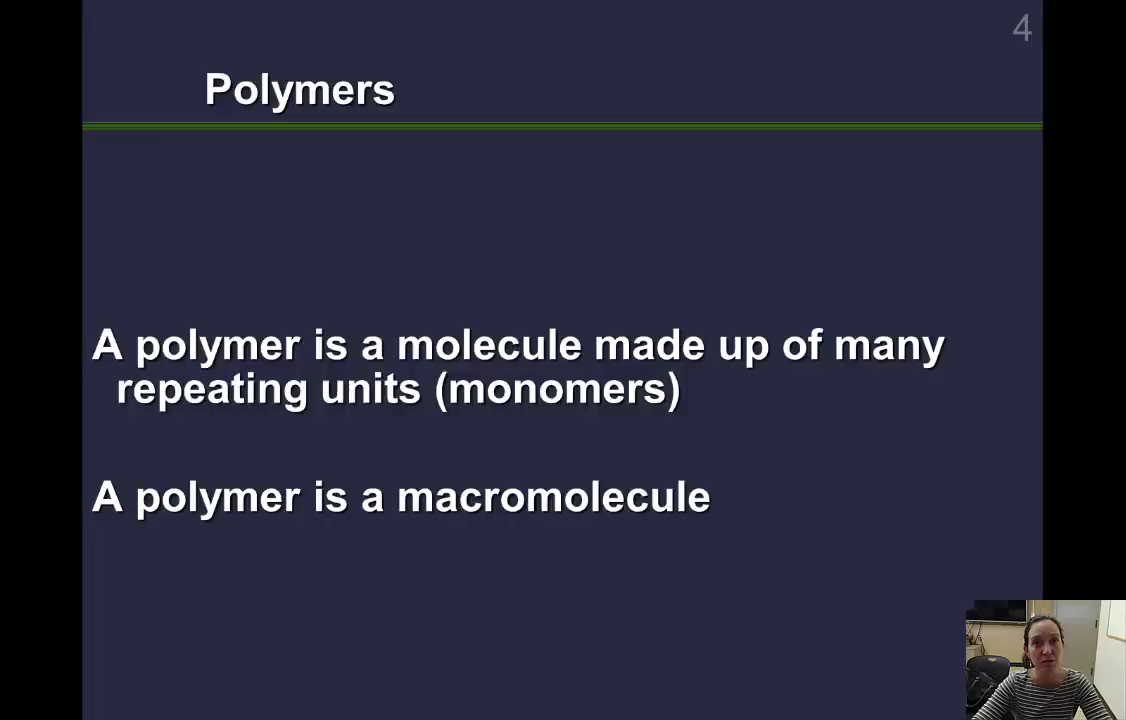 4
Polymers
A polymer is a molecule made up of many
repeating units (monomers)
A polymer is a macromolecule